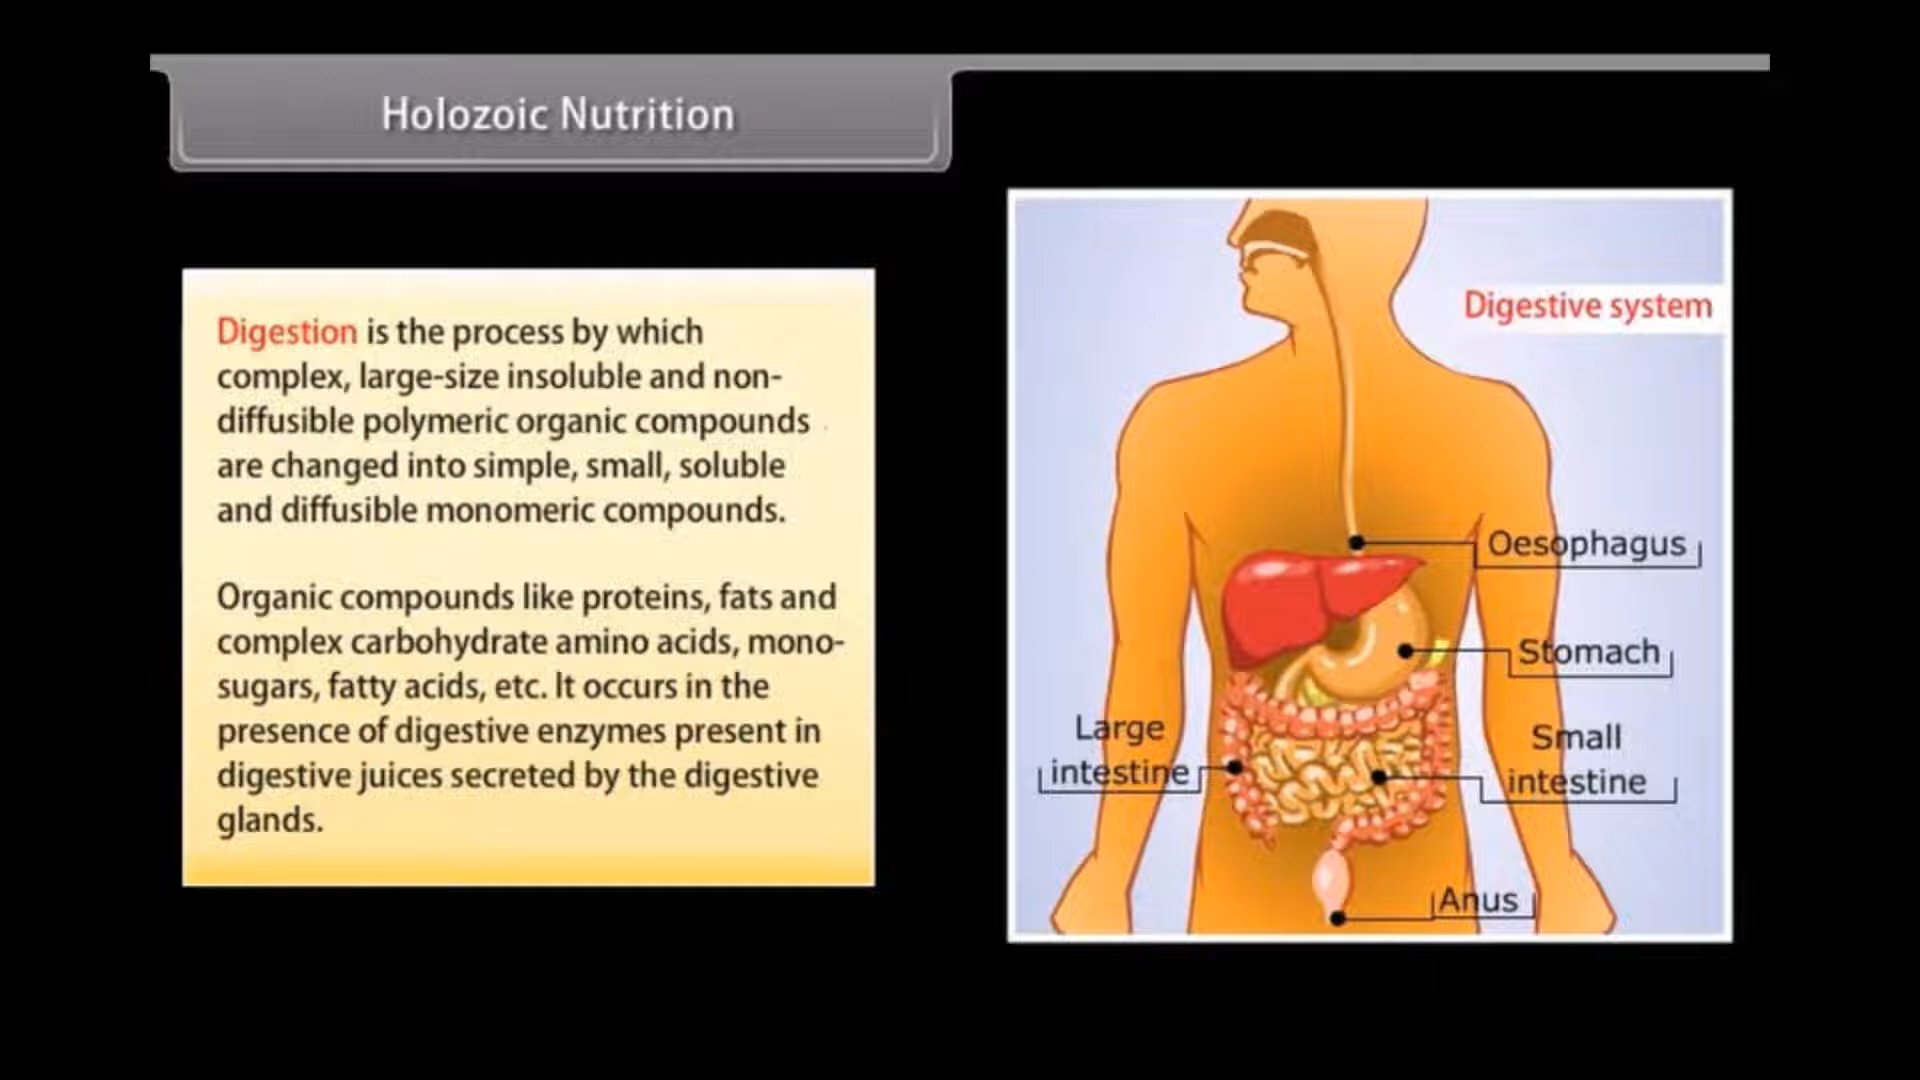 Holozoic Nutrition
Digestion is the process by which
complex, large-size insoluble and non-
diffusible polymeric organic compounds
are changed into simple, small, soluble
and diffusible monomeric compounds.
Organic compounds like proteins, fats and
complex carbohydrate amino acids, mono-
sugars, fatty acids, etc. It occurs in the
presence of digestive enzymes present in
digestive juices secreted by the digestive
glands.
Digestive system
Oesophagus
Stomach
Large
intestine
Small
intestine
Anus